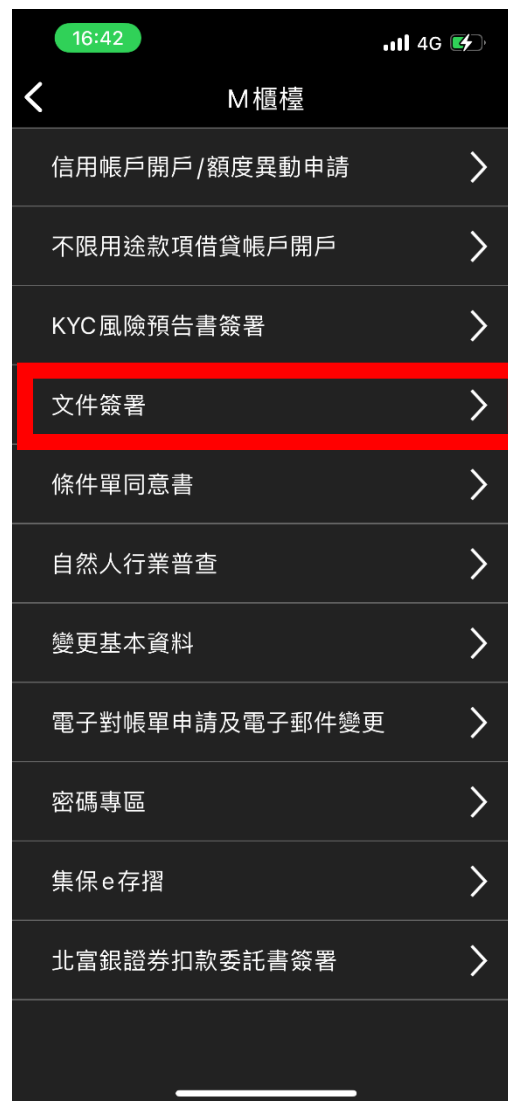 16:42
4G
M櫃檯
信用帳戶開戶/額度異動申請
不限用途款項借貸帳戶開戶
KYC風險預告書簽署
文件簽署
條件單同意書
自然人行業普查
變更基本資料
電子對帳單申請及電子郵件變更
密碼專區
集保e存摺
北富銀證券扣款委託書簽署